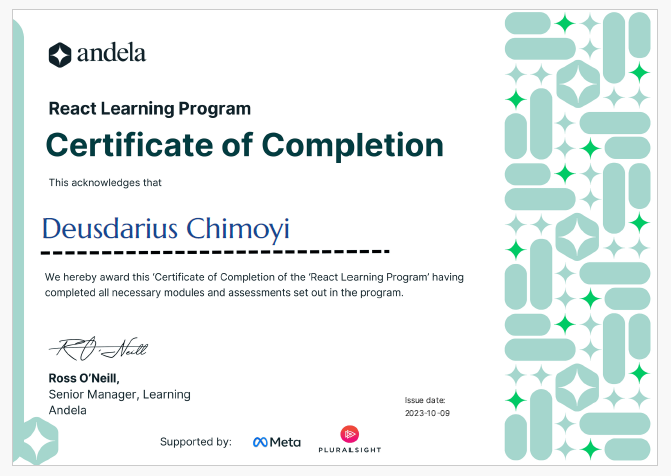 andela
React Learning Program
Certificate of Completion
This acknowledges that
Deusdarius Chimoyi
We hereby award this ‘Certificate of Completion of the ‘React Learning Program’ having
completed all necessary modules and assessments set out in the program.
R O'Neill
Ross O’Neill,
Senior Manager, Learning
Andela
Issue date:
2023-10-09
Supported by:
Meta
PLURALSIGHT